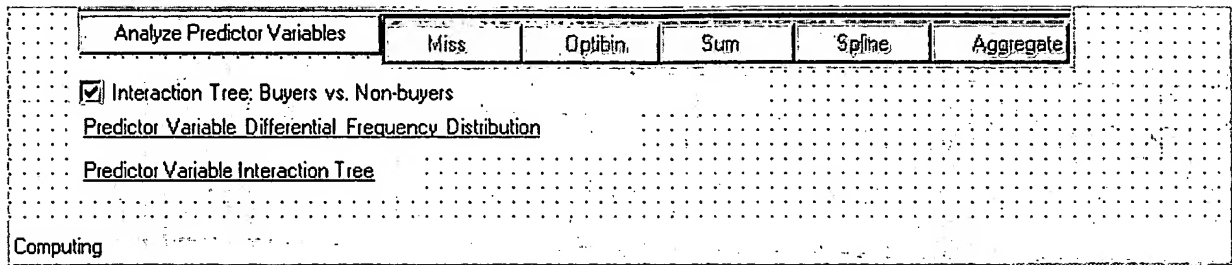 Analyze Predictor Variables Miss Optibin Sum Spline Aggregate
Interaction Tree: Buyers vs. Non-buyers
Predictor Variable Differential Frequency Distribution
Predictor Variable Interaction Tree
Computing